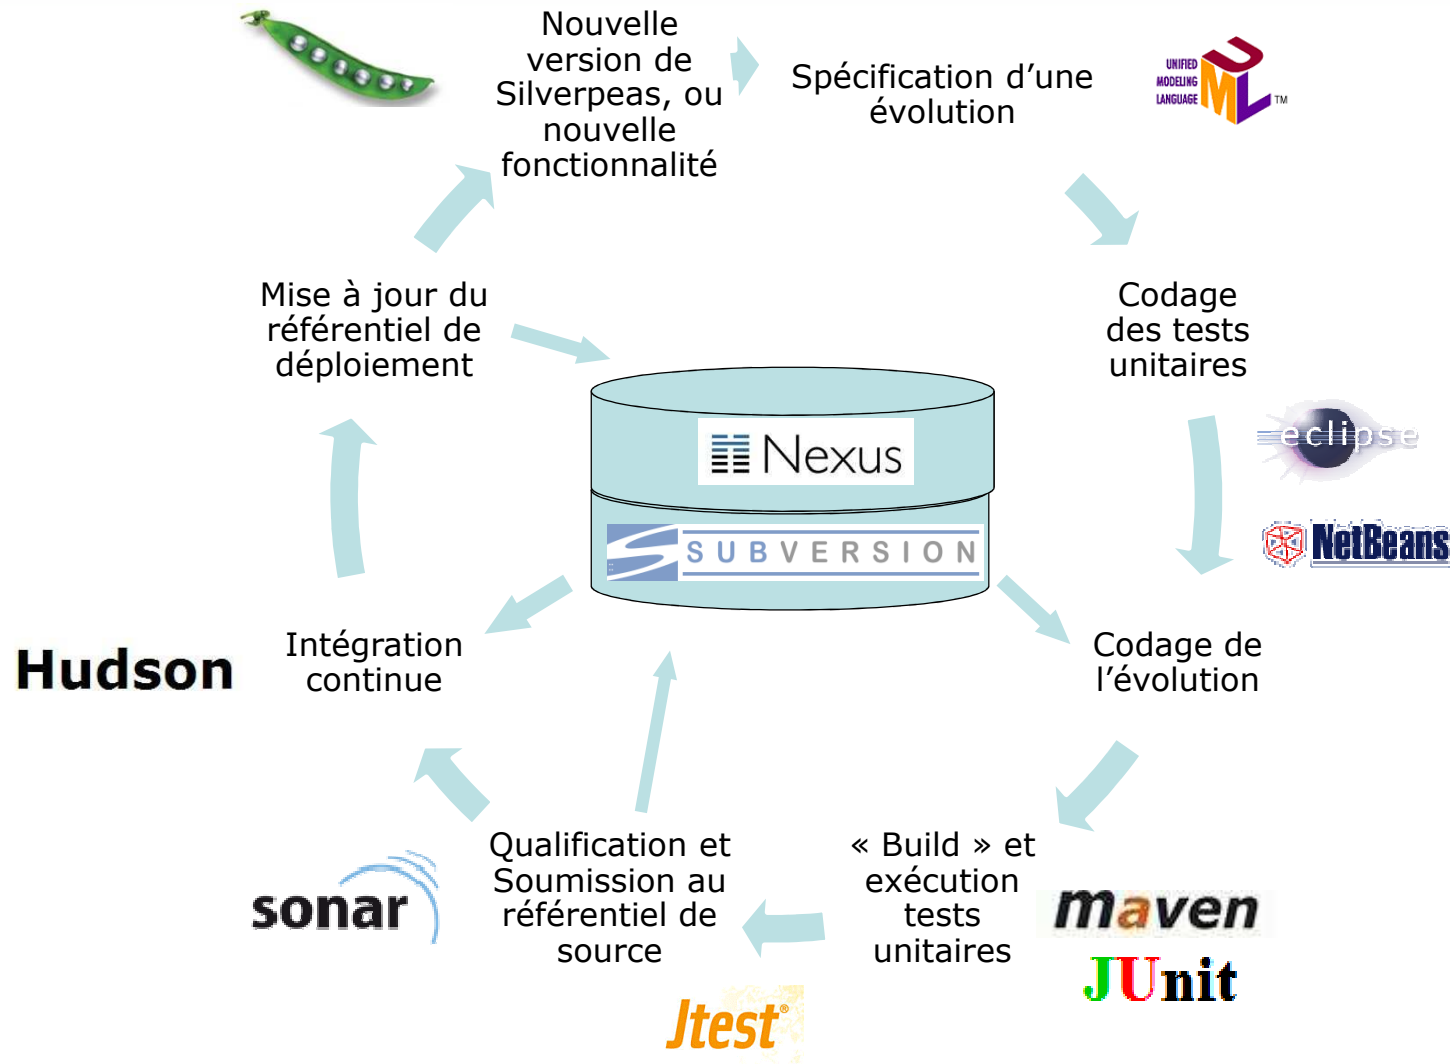 Nouvelle
version de
Silverpeas, ou
nouvelle
fonctionnalité
Spécification d’une
évolution
UNIFIED
MODELING
LANGUAGE
UML TM
Codage
des tests
unitaires
eclipse
NetBeans
Codage de
l’évolution
« Build » et
exécution
tests
unitaires
maven
JUnit
Qualification et
Soumission au
référentiel de
source
Jtest®
sonar
Intégration
continue
Hudson
Mise à jour du
référentiel de
déploiement
Nexus
SUBVERSION